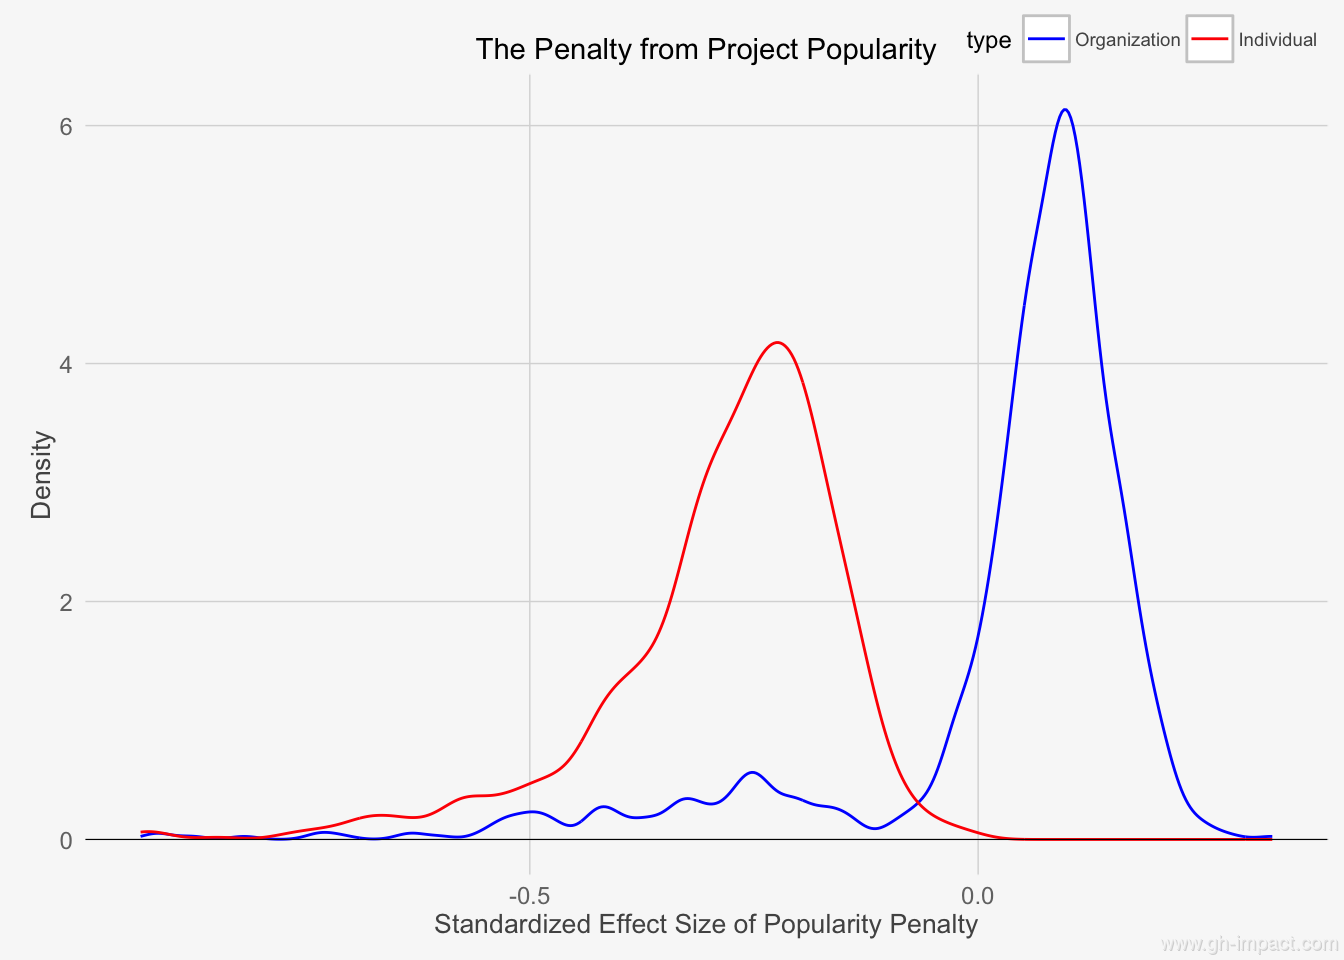 The Penalty from Project Popularity
type Organization Individual
6
4
2
0
Density
-0.5 0.0
Standardized Effect Size of Popularity Penalty
www.gh-impact.com